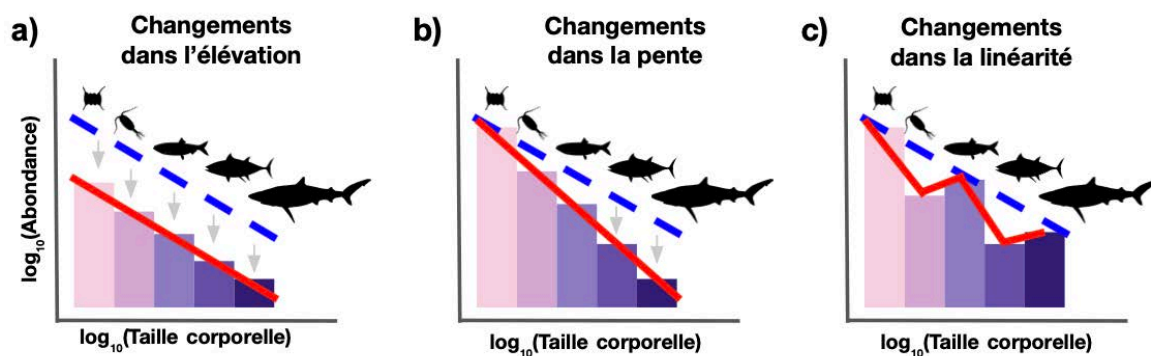 a)
Changements
dans l'élévation
b)
Changements
dans la pente
c)
Changements
dans la linéarité
log10(Abondance)
log10(Taille corporelle)
log10(Taille corporelle)
log10(Taille corporelle)